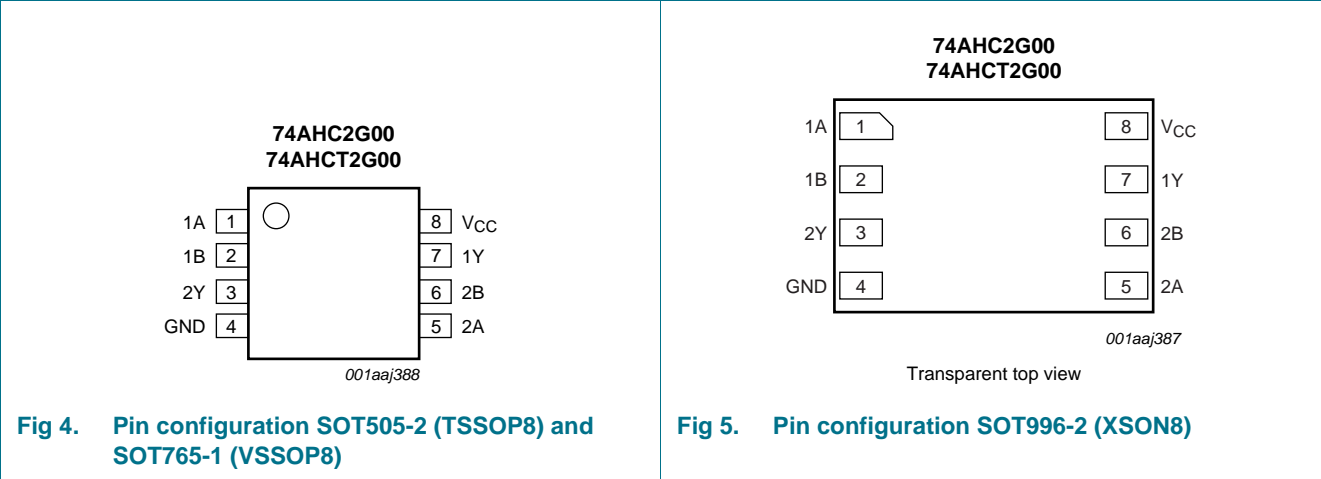 74AHC2G00
74AHCT2G00
1A 1 8 VCC
1B 2 7 1Y
2Y 3 6 2B
GND 4 5 2A
001aaj388
Fig 4. Pin configuration SOT505-2 (TSSOP8) and
SOT765-1 (VSSOP8)
74AHC2G00
74AHCT2G00
1A 1 8 VCC
1B 2 7 1Y
2Y 3 6 2B
GND 4 5 2A
001aaj387
Transparent top view
Fig 5. Pin configuration SOT996-2 (XSON8)